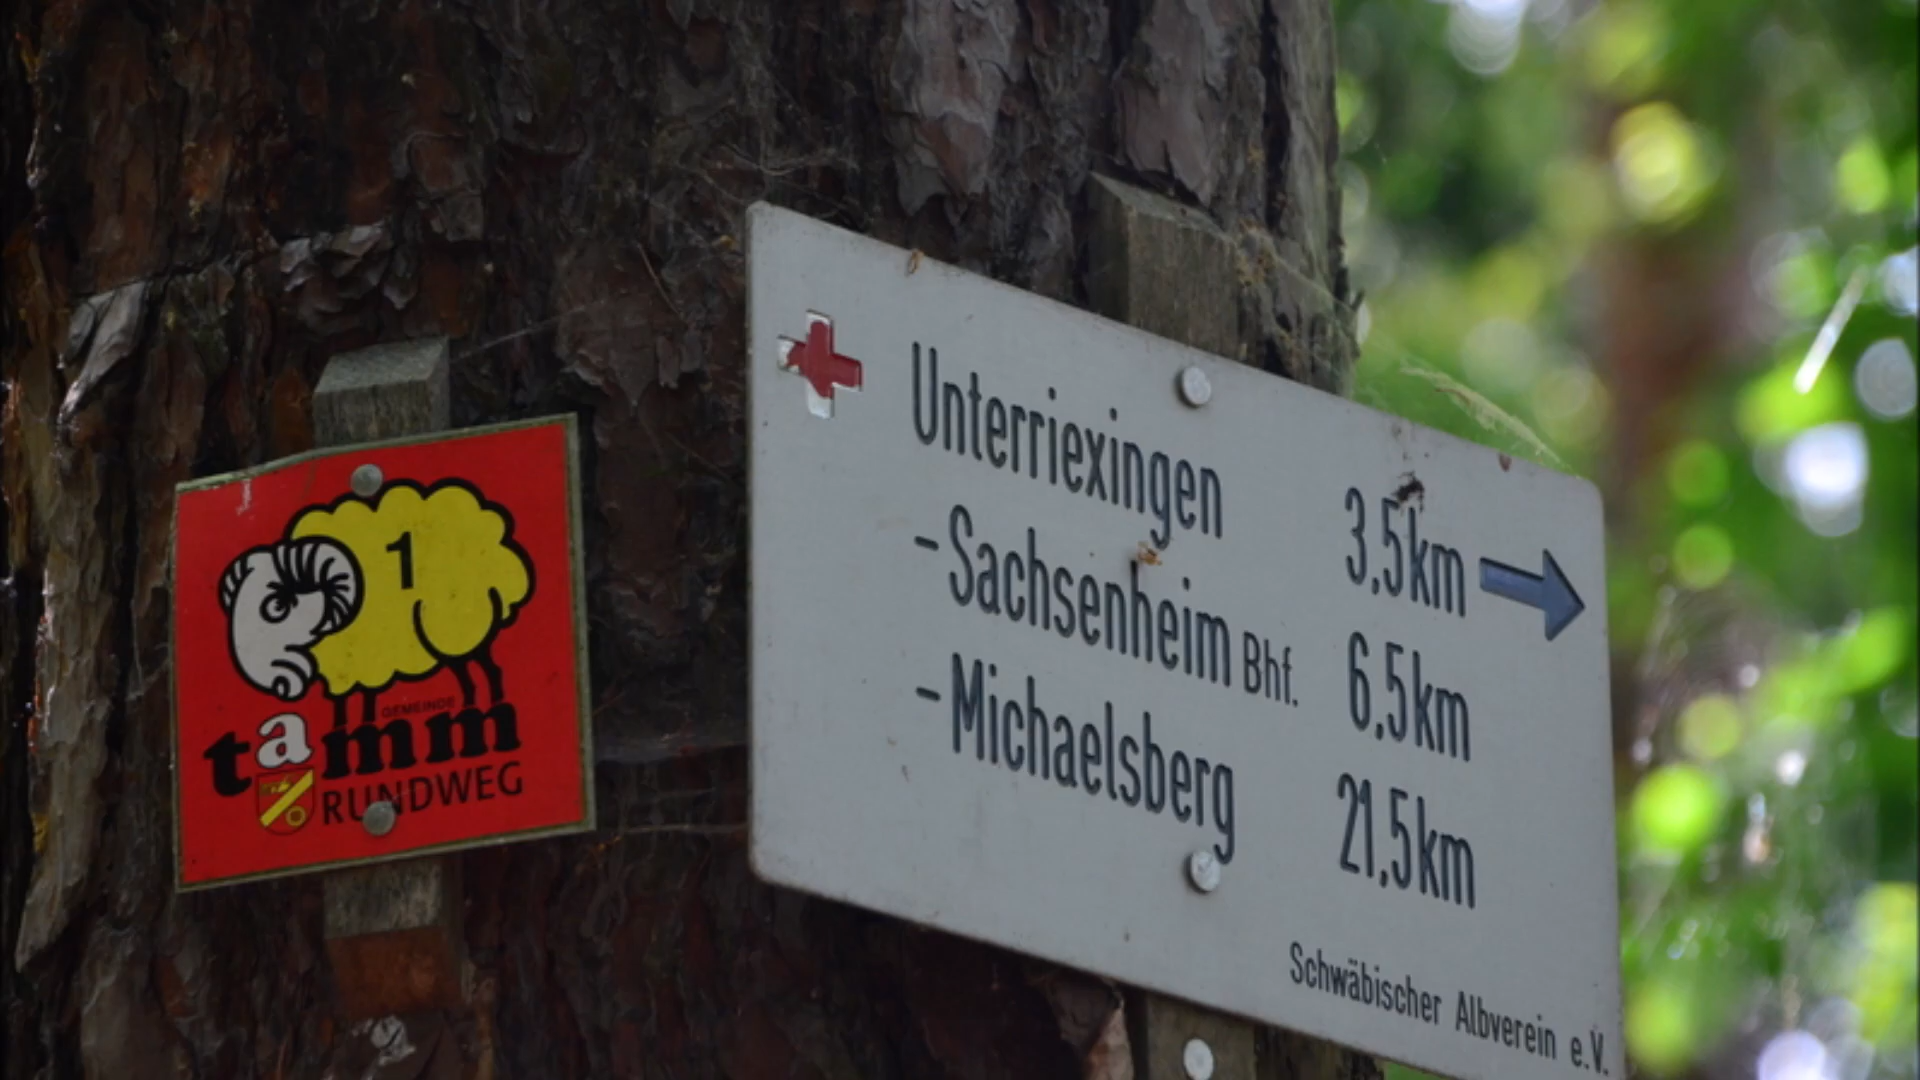 1
GEMEINDE
tamm
RUNDWEG
Unterriexingen 3,5km
-Sachsenheim Bhf. 6,5km
-Michaelsberg 21,5km
Schwäbischer Albverein e.V.